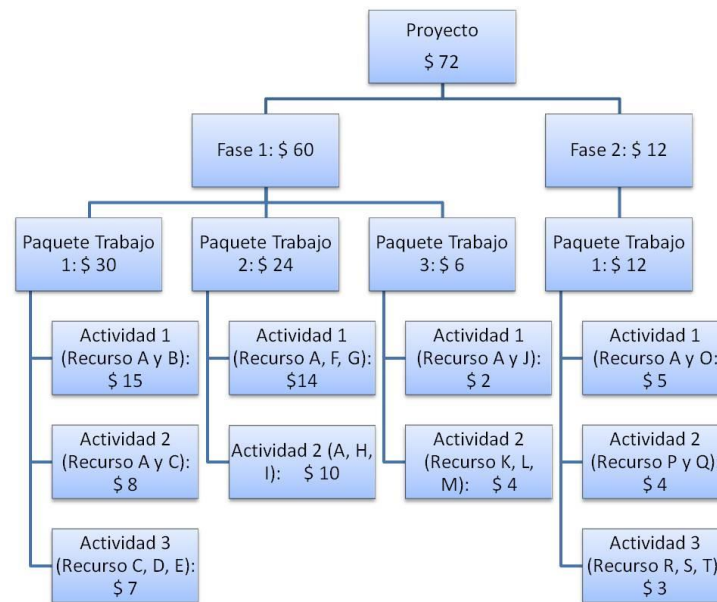 Proyecto
$ 72
Fase 1: $ 60
Fase 2: $ 12
Paquete Trabajo
1: $ 30
Paquete Trabajo
2: $ 24
Paquete Trabajo
3: $ 6
Paquete Trabajo
1: $ 12
Actividad 1
(Recurso A y B):
$ 15
Actividad 2
(Recurso A y C):
$ 8
Actividad 3
(Recurso C, D, E):
$ 7
Actividad 1
(Recurso A, F, G):
$14
Actividad 2 (A, H,
I): $ 10
Actividad 1
(Recurso A y J):
$ 2
Actividad 2
(Recurso K, L,
M): $ 4
Actividad 1
(Recurso A y O:
$ 5
Actividad 2
(Recurso P y Q)
$ 4
Actividad 3
(Recurso R, S, T)
$ 3